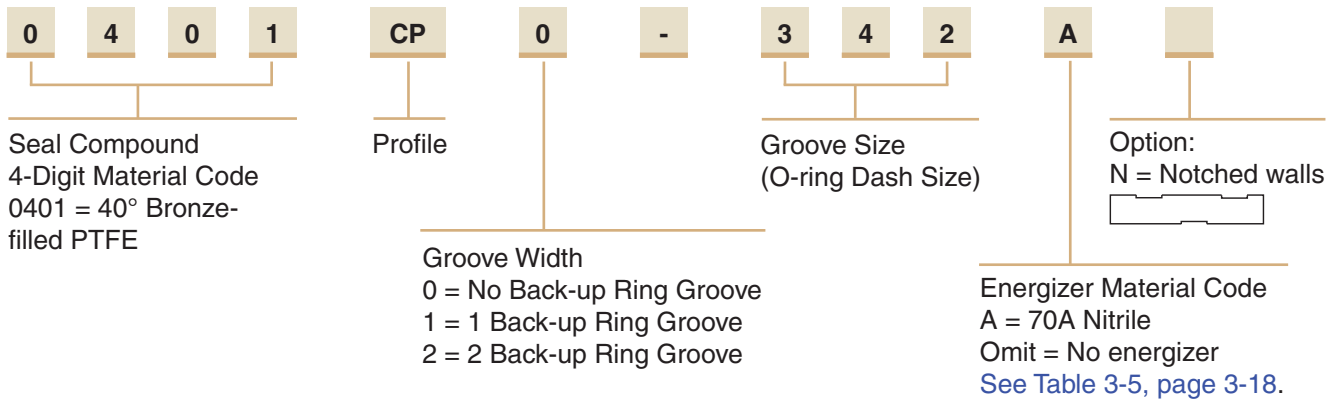 0 4 0 1 CP 0 - 3 4 2 A
Seal Compound
4-Digit Material Code
0401 = 40° Bronze-
filled PTFE
Profile
Groove Width
0 = No Back-up Ring Groove
1 = 1 Back-up Ring Groove
2 = 2 Back-up Ring Groove
Groove Size
(O-ring Dash Size)
Energizer Material Code
A = 70A Nitrile
Omit = No energizer
See Table 3-5, page 3-18.
Option:
N = Notched walls